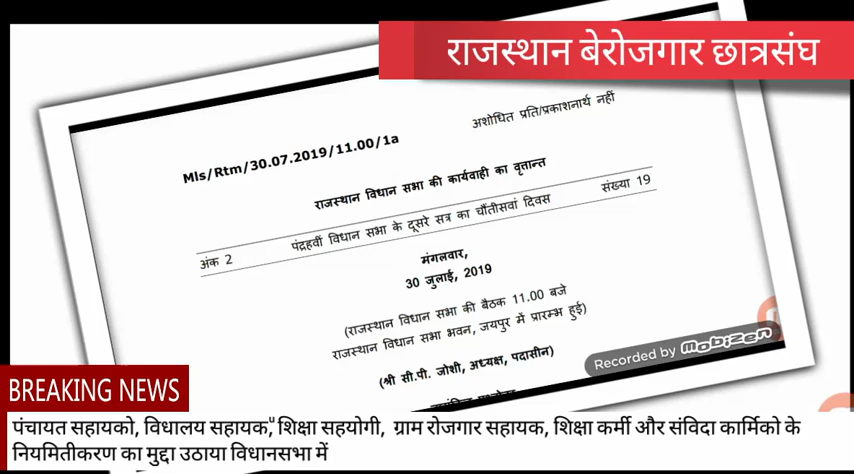 राजस्थान बेरोजगार छात्रसंघ
अशोधित प्रति/प्रकाशनार्थ नहीं
Mls/Rtm/30.07.2019/11.00/1a
राजस्थान विधान सभा की कार्यवाही का वृत्तान्त
अंक 2 पंद्रहवीं विधान सभा के दूसरे सत्र का चौंतीसवां दिवस संख्या 19
मंगलवार,
30 जुलाई, 2019
(राजस्थान विधान सभा की बैठक 11.00 बजे
राजस्थान विधान सभा भवन, जयपुर में प्रारम्भ हुई)
(श्री सी.पी. जोशी, अध्यक्ष, पदासीन)
Recorded by mobizen
BREAKING NEWS
पंचायत सहायको, विधालय सहायक," शिक्षा सहयोगी, ग्राम रोजगार सहायक, शिक्षा कर्मी और संविदा कार्मिको के
नियमितीकरण का मुद्दा उठाया विधानसभा में